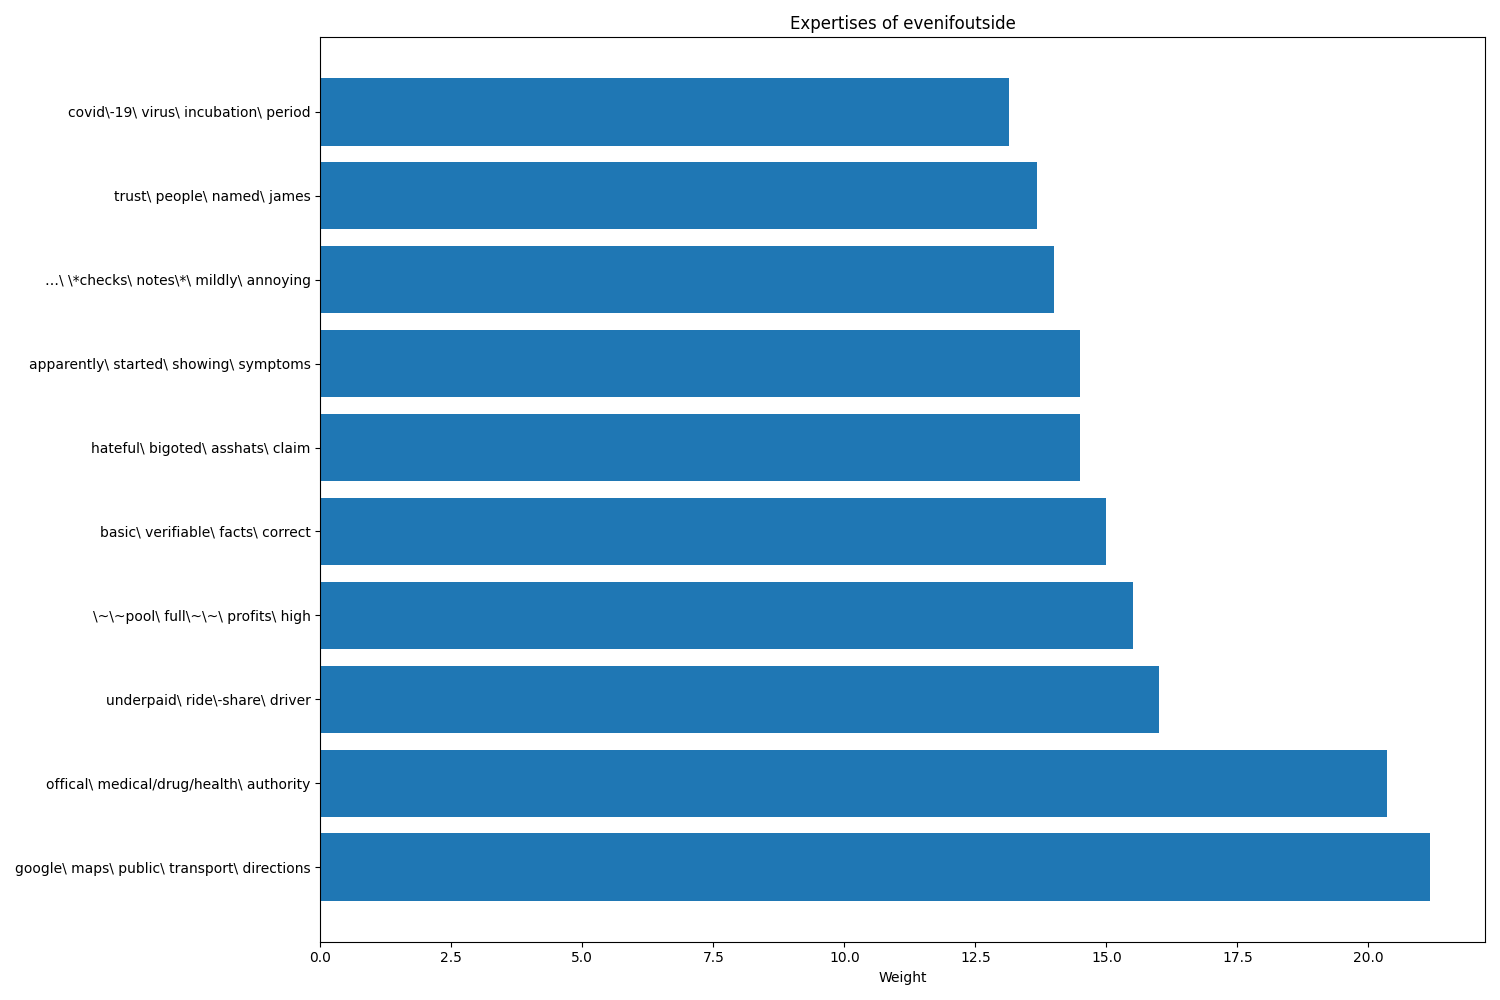 Expertises of evenifoutside
covid\-19\ virus\ incubation\ period
trust\ people\ named\ james
...\ \*checks\ notes\*\ mildly\ annoying
apparently\ started\ showing\ symptoms
hateful\ bigoted\ asshats\ claim
basic\ verifiable\ facts\ correct
\~\~pool\ full\~\~\ profits\ high
underpaid\ ride\-share\ driver
offical\ medical/drug/health\ authority
google\ maps\ public\ transport\ directions
0.0 2.5 5.0 7.5 10.0 12.5 15.0 17.5 20.0
Weight